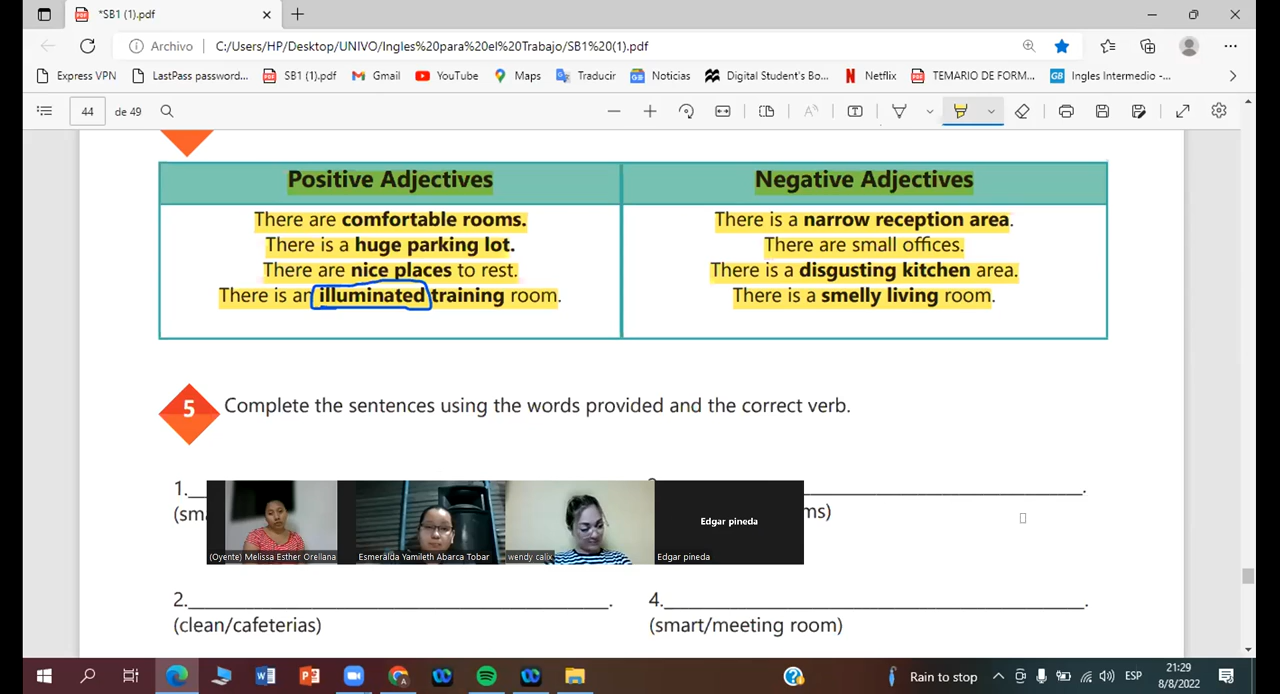 *SB1 (1).pdf
Archivo C:/Users/HP/Desktop/UNIVO/Ingles%20para%20el%20Trabajo/SB1%20(1).pdf
Express VPN LastPass password... SB1 (1).pdf Gmail YouTube Maps Traducir Noticias Digital Student's Bo... Netflix TEMARIO DE FORM... Ingles Intermedio -...
44 de 49
Positive Adjectives Negative Adjectives
There are comfortable rooms. There is a narrow reception area.
There is a huge parking lot. There are small offices.
There are nice places to rest. There is a disgusting kitchen area.
There is an illuminated training room. There is a smelly living room.
5 Complete the sentences using the words provided and the correct verb.
1.
Edgar pineda
(Oyente) Melissa Esther Orellana Esmeralda Yamileth Abarca Tobar wendy calix Edgar pineda
2.______________________________________. 4.______________________________________.
(clean/cafeterias) (smart/meeting room)
Rain to stop ESP 21:29
8/8/2022